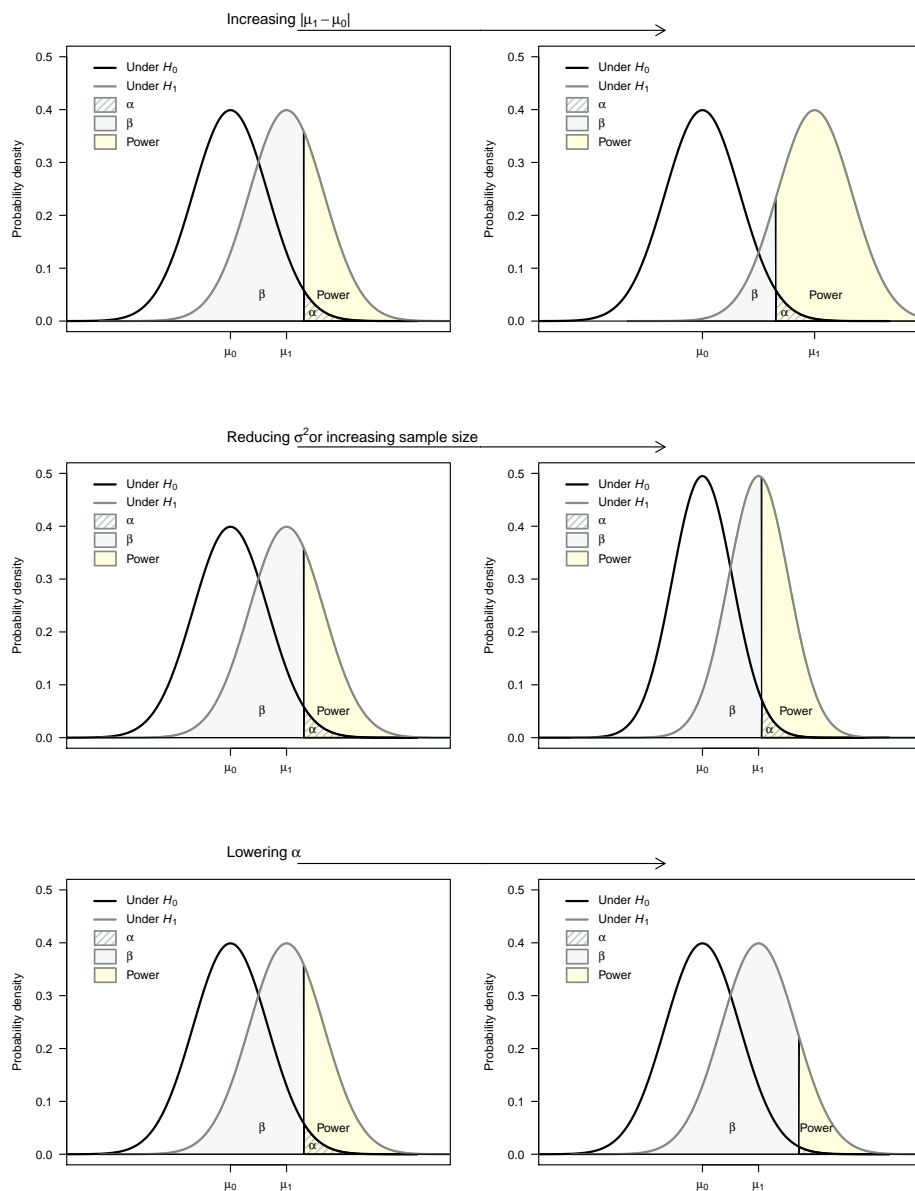 Increasing |μ1 − μ0|
0.5
0.4
0.3
0.2
0.1
0.0
Probability density
Under H0
Under H1
α
β
Power
β
Power
α
μ0
μ1
0.5
0.4
0.3
0.2
0.1
0.0
Probability density
Under H0
Under H1
α
β
Power
β
Power
α
μ0
μ1
Reducing σ²or increasing sample size
0.5
0.4
0.3
0.2
0.1
0.0
Probability density
Under H0
Under H1
α
β
Power
β
Power
α
μ0
μ1
0.5
0.4
0.3
0.2
0.1
0.0
Probability density
Under H0
Under H1
α
β
Power
β
Power
α
μ0
μ1
Lowering α
0.5
0.4
0.3
0.2
0.1
0.0
Probability density
Under H0
Under H1
α
β
Power
β
Power
α
μ0
μ1
0.5
0.4
0.3
0.2
0.1
0.0
Probability density
Under H0
Under H1
α
β
Power
β
Power
μ0
μ1